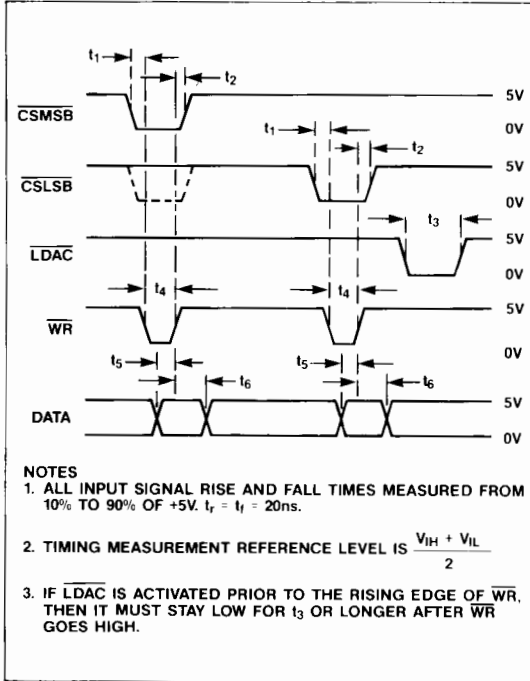 t1
t2
CSMSB
5V
0V
t1
t2
CSLSB
5V
0V
t3
LDAC
5V
0V
t4
t4
WR
5V
0V
t5
t6
t5
t6
DATA
5V
0V
NOTES
1. ALL INPUT SIGNAL RISE AND FALL TIMES MEASURED FROM
10% TO 90% OF +5V. tr = tf = 20ns.
2. TIMING MEASUREMENT REFERENCE LEVEL IS VIH + VIL / 2
3. IF LDAC IS ACTIVATED PRIOR TO THE RISING EDGE OF WR,
THEN IT MUST STAY LOW FOR t3 OR LONGER AFTER WR
GOES HIGH.